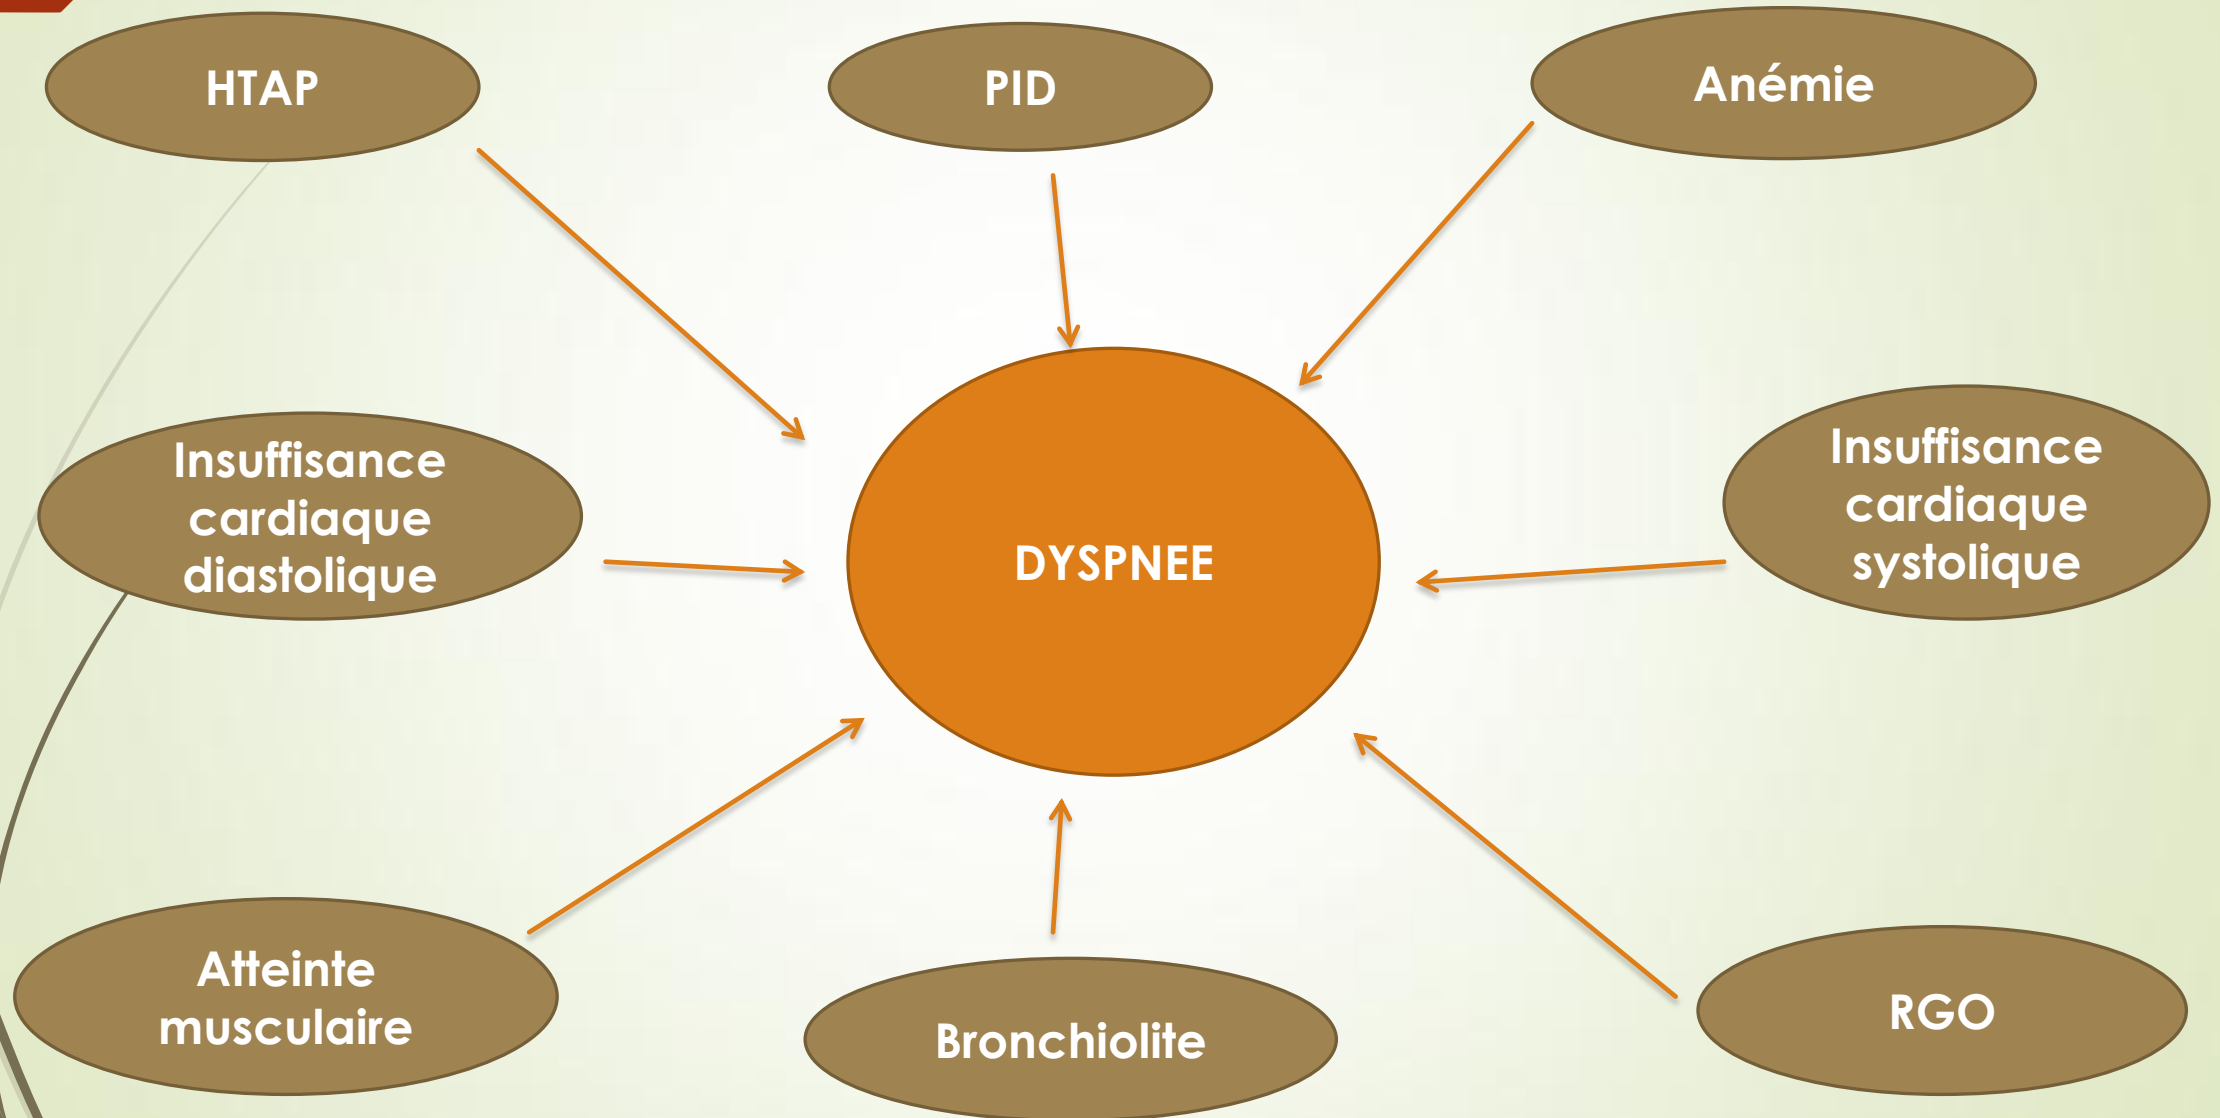 HTAP
PID
Anémie
Insuffisance
cardiaque
diastolique
DYSPNEE
Insuffisance
cardiaque
systolique
Atteinte
musculaire
Bronchiolite
RGO